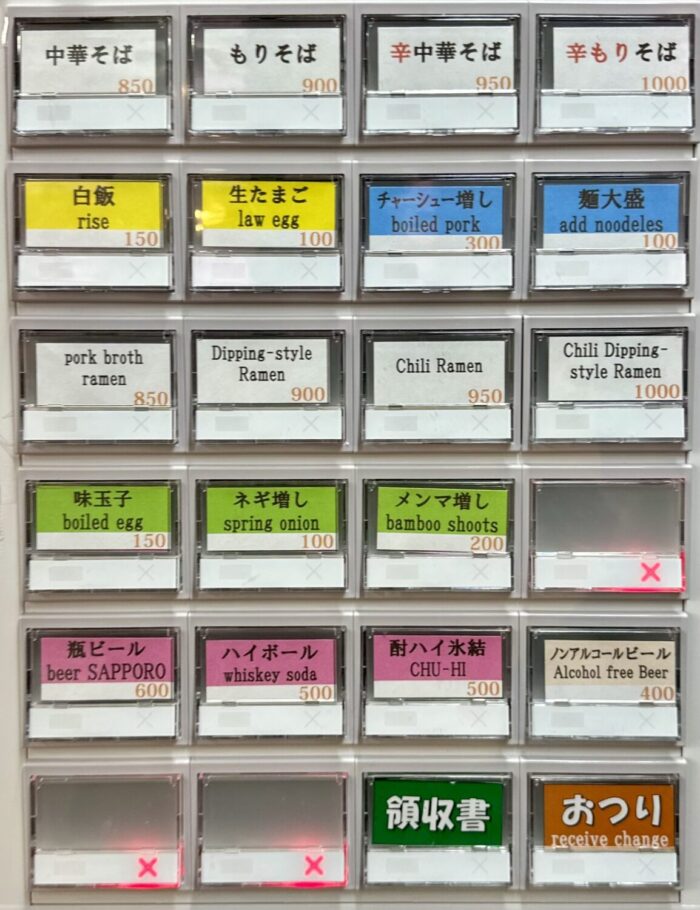 中華そば
850
もりそば
900
辛中華そば
950
辛もりそば
1000
白飯
rise
150
生たまご
law egg
100
チャーシュー増し
boiled pork
300
麺大盛
add noodeles
100
pork broth
ramen
850
Dipping-style
Ramen
900
Chili Ramen
950
Chili Dipping-
style Ramen
1000
味玉子
boiled egg
150
ネギ増し
spring onion
100
メンマ増し
bamboo shoots
200
瓶ビール
beer SAPPORO
600
ハイボール
whiskey soda
500
酎ハイ氷結
CHU-HI
500
ノンアルコールビール
Alcohol free Beer
400
領収書
おつり
receive change